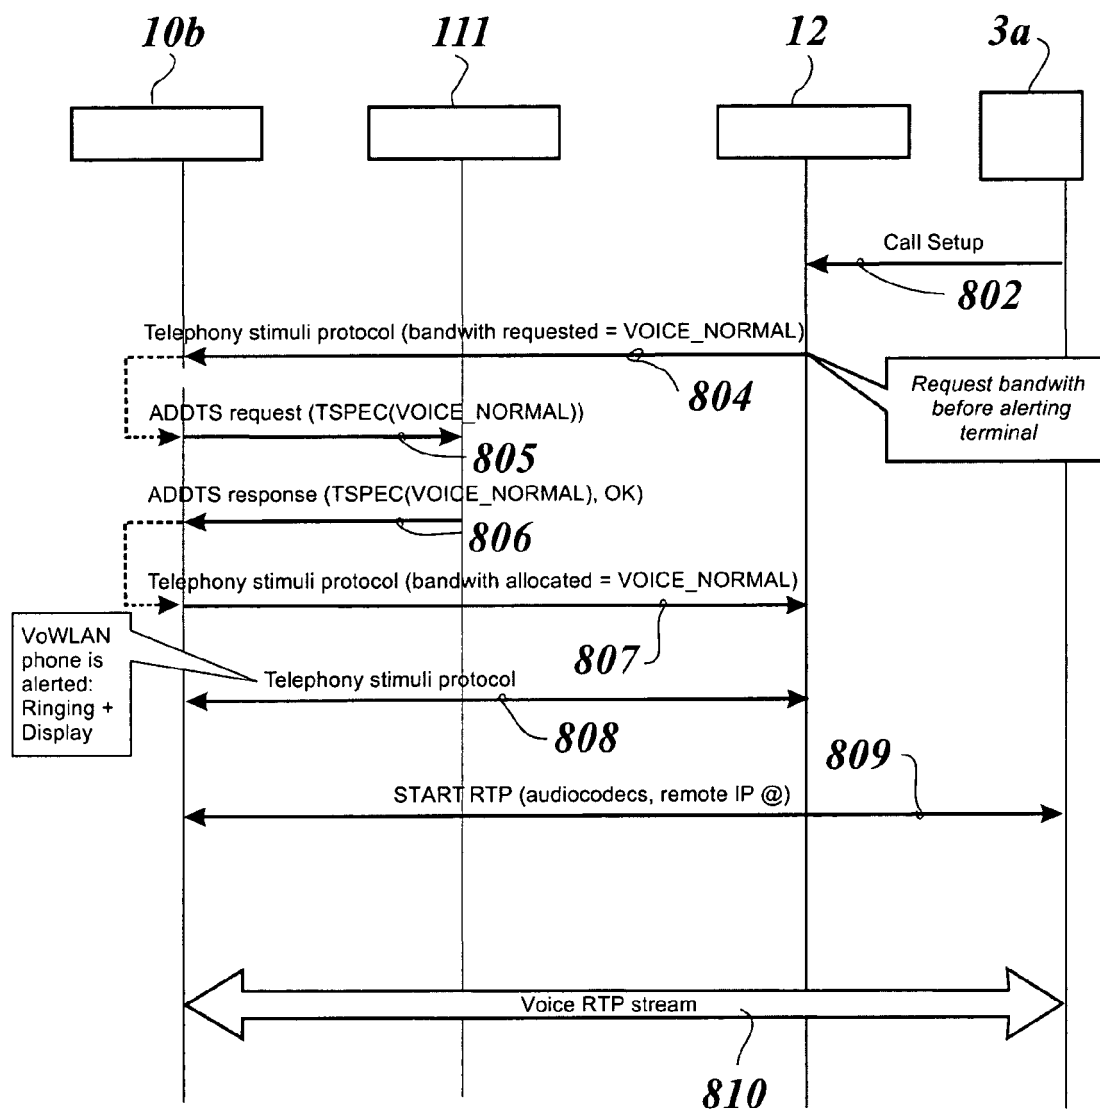 10b
111
12
3a
Call Setup
802
Telephony stimuli protocol (bandwith requested = VOICE_NORMAL)
804
Request bandwith
before alerting
terminal
ADDTS request (TSPEC(VOICE_NORMAL))
805
ADDTS response (TSPEC(VOICE_NORMAL), OK)
806
Telephony stimuli protocol (bandwith allocated = VOICE_NORMAL)
807
VoWLAN
phone is
alerted:
Ringing +
Display
Telephony stimuli protocol
808
809
START RTP (audiocodecs, remote IP @)
Voice RTP stream
810